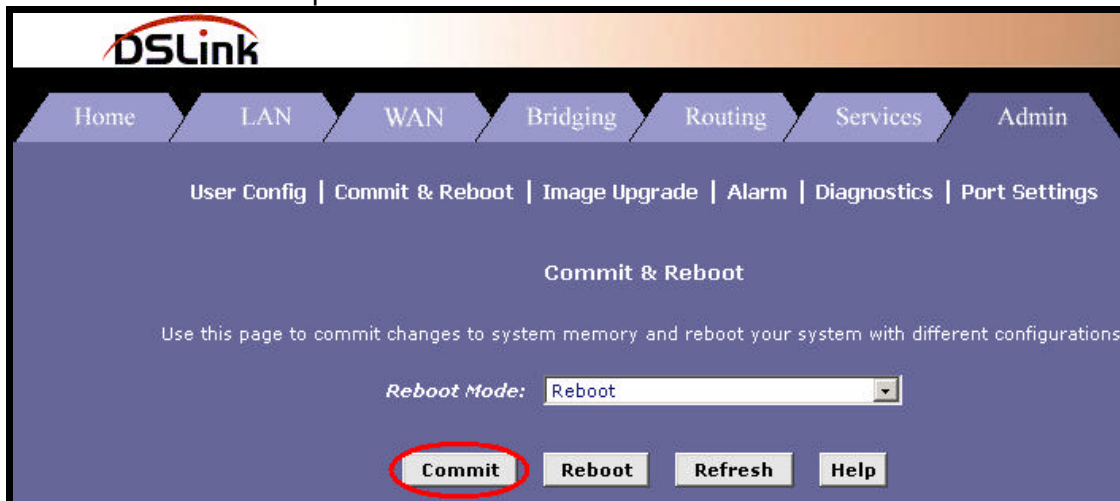 DSLink
Home LAN WAN Bridging Routing Services Admin
User Config | Commit & Reboot | Image Upgrade | Alarm | Diagnostics | Port Settings
Commit & Reboot
Use this page to commit changes to system memory and reboot your system with different configurations
Reboot Mode: Reboot
Commit Reboot Refresh Help